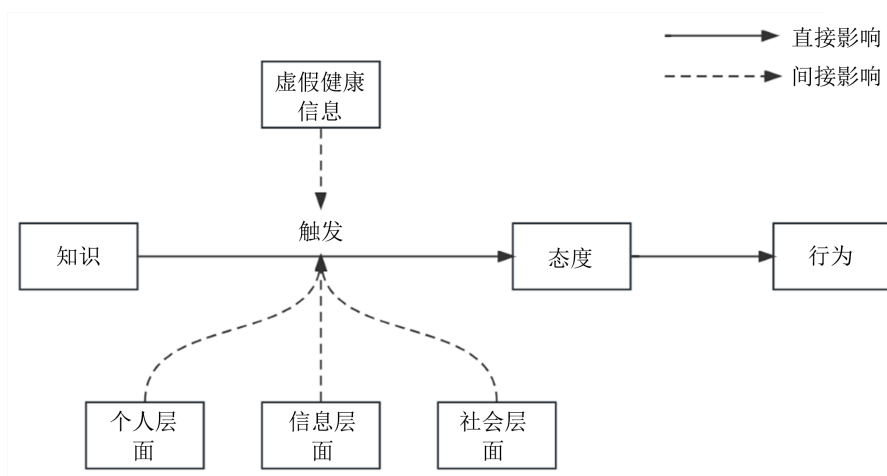 直接影响
间接影响
虚假健康
信息
触发
知识
态度
行为
个人层
面
信息层
面
社会层
面